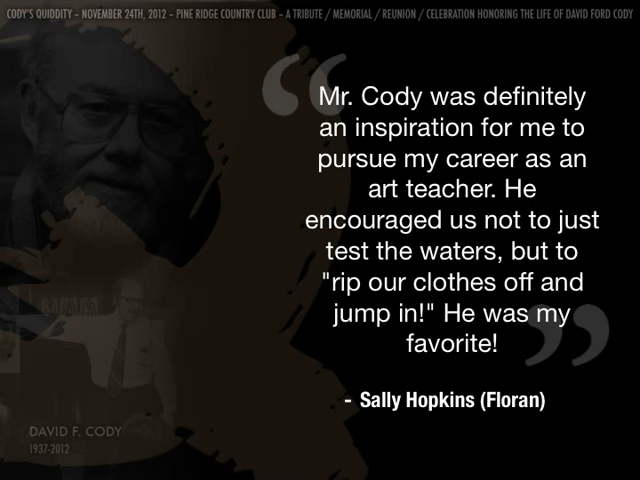 CODY'S QUIDDITY – NOVEMBER 24TH, 2012 – PINE RIDGE COUNTRY CLUB – A TRIBUTE / MEMORIAL / REUNION / CELEBRATION HONORING THE LIFE OF DAVID FORD CODY
“
Mr. Cody was definitely
an inspiration for me to
pursue my career as an
art teacher. He
encouraged us not to just
test the waters, but to
"rip our clothes off and
jump in!" He was my
favorite!
”
- Sally Hopkins (Floran)
DAVID F. CODY
1937-2012